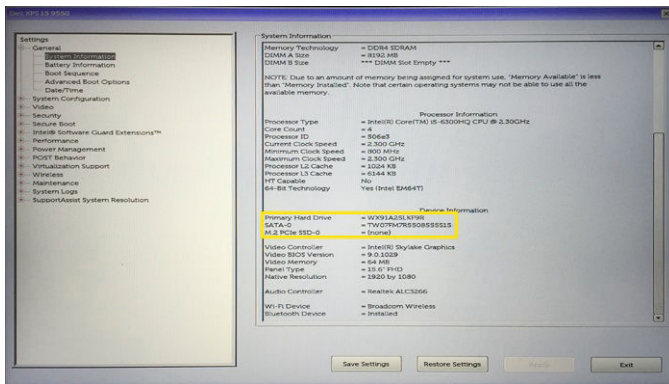 Dell XPS 15 9550
Settings
General
System Information
Battery Information
Boot Sequence
Advanced Boot Options
Date/Time
System Configuration
Video
Security
Secure Boot
Intel® Software Guard Extensions™
Performance
Power Management
POST Behavior
Virtualization Support
Wireless
Maintenance
System Logs
SupportAssist System Resolution
System Information
Memory Technology = DDR4 SDRAM
DIMM A Size = 8192 MB
DIMM B Size *** DIMM Slot Empty ***
NOTE: Due to an amount of memory being assigned for system use, "Memory Available" is less
than "Memory Installed". Note that certain operating systems may not be able to use all the
available memory.
Processor Information
Processor Type = Intel(R) Core(TM) i5-6300HQ CPU @ 2.30GHz
Core Count = 4
Processor ID = 506e3
Current Clock Speed = 2.300 GHz
Minimum Clock Speed = 800 MHz
Maximum Clock Speed = 2.300 GHz
Processor L2 Cache = 1024 KB
Processor L3 Cache = 6144 KB
HT Capable No
64-Bit Technology Yes (Intel EM64T)
Device Information
Primary Hard Drive = WX91A25LXF9R
SATA-0 = TW07FM7R5508555515
M.2 PCIe SSD-0 = (none)
Video Controller = Intel(R) Skylake Graphics
Video BIOS Version = 9.0.1029
Video Memory = 64 MB
Panel Type = 15.6" FHD
Native Resolution = 1920 by 1080
Audio Controller = Realtek ALC3266
Wi-Fi Device = Broadcom Wireless
Bluetooth Device = Installed
Save Settings
Restore Settings
Apply
Exit